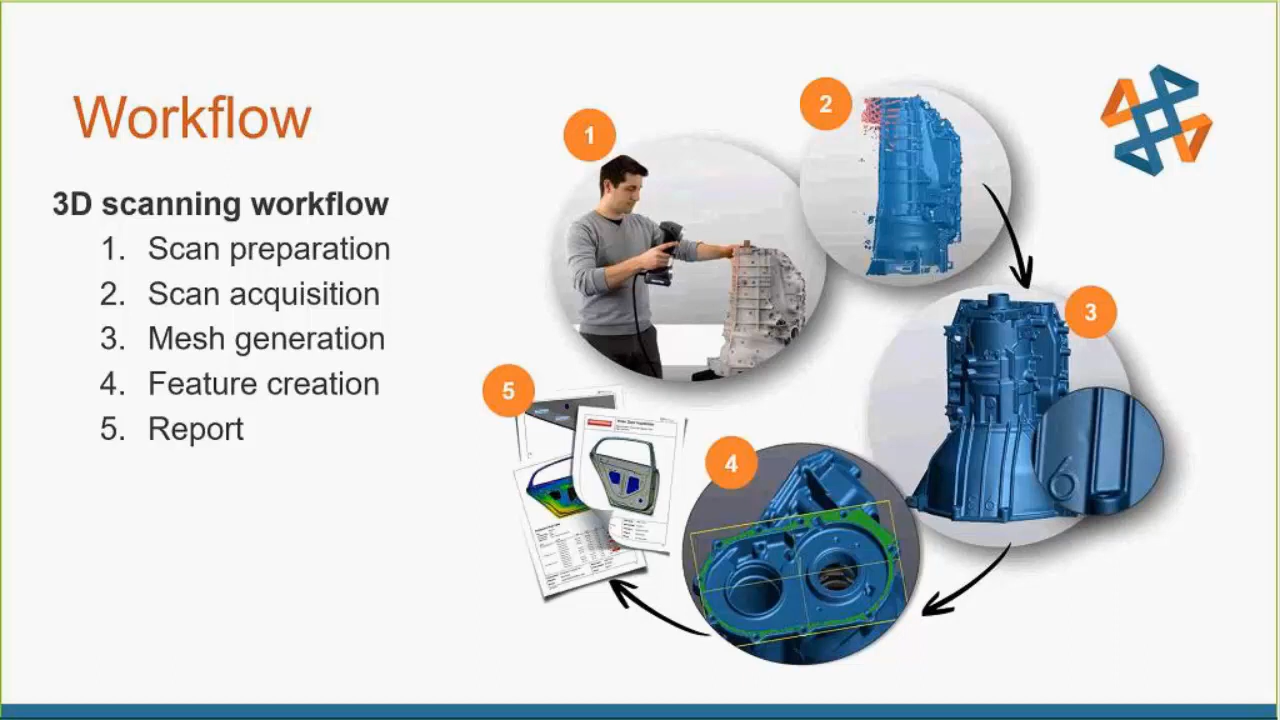 Workflow
3D scanning workflow
1. Scan preparation
2. Scan acquisition
3. Mesh generation
4. Feature creation
5. Report
1
2
3
4
5